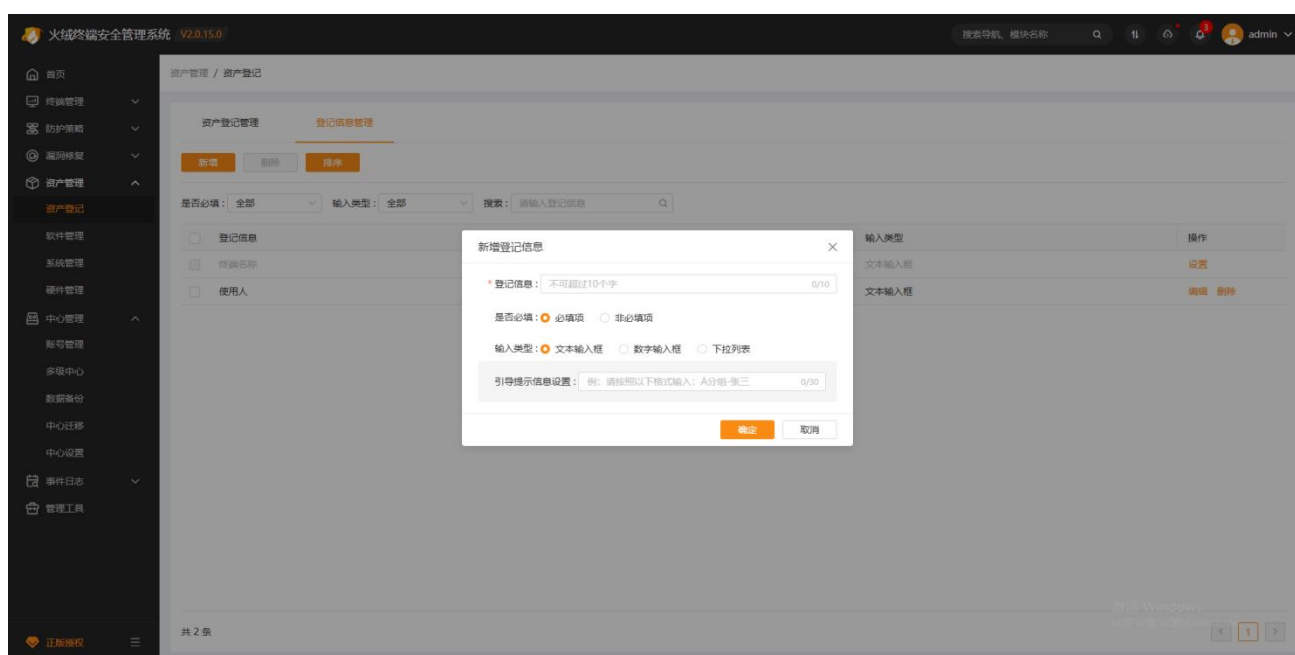 火绒终端安全管理系统 V2.0.15.0
搜索导航、模块名称
3
admin
首页
终端管理
防护策略
漏洞修复
资产管理
资产登记
软件管理
系统管理
硬件管理
中心管理
账号管理
多级中心
数据备份
中心迁移
中心设置
事件日志
管理工具
正版授权
资产管理 / 资产登记
资产登记管理 登记信息管理
新增 删除 排序
是否必填: 全部 输入类型: 全部 搜索: 请输入登记信息
登记信息 输入类型 操作
终端名称 文本输入框 设置
使用人 文本输入框 编辑 删除
新增登记信息
* 登记信息: 不可超过10个字 0/10
是否必填: 必填项 非必填项
输入类型: 文本输入框 数字输入框 下拉列表
引导提示信息设置: 例：请按照以下格式输入：A分组-张三 0/30
确定 取消
共 2 条
激活 Windows
1